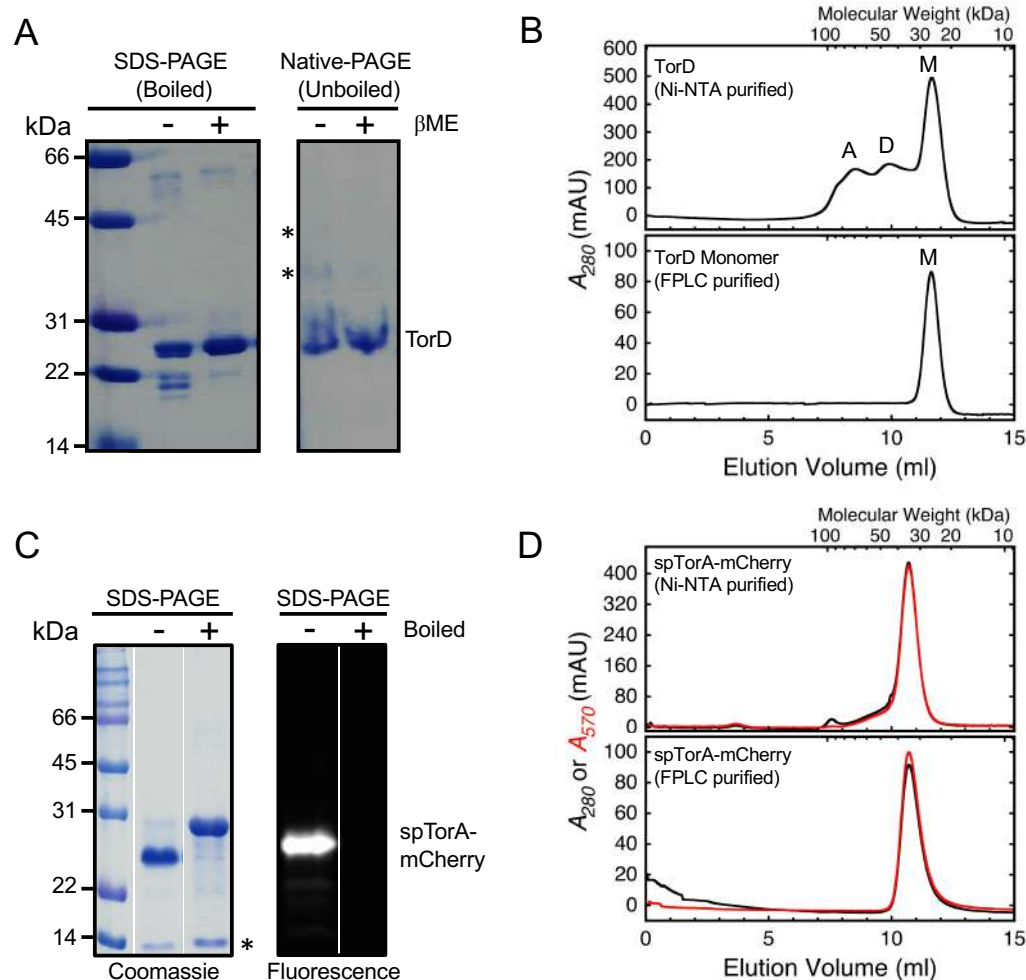 A
SDS-PAGE
(Boiled)
Native-PAGE
(Unboiled)
kDa
- + - + βME
66
45
31
22
14
*
*
TorD
B
Molecular Weight (kDa)
100 50 30 20 10
600
500
400
300
200
100
0
TorD
(Ni-NTA purified)
A
D
M
100
80
60
40
20
0
TorD Monomer
(FPLC purified)
M
A280 (mAU)
0 5 10 15
Elution Volume (ml)
C
SDS-PAGE SDS-PAGE
kDa
- + - + Boiled
66
45
31
22
14
*
spTorA-
mCherry
Coomassie Fluorescence
D
Molecular Weight (kDa)
100 50 30 20 10
400
320
240
160
80
0
spTorA-mCherry
(Ni-NTA purified)
100
80
60
40
20
0
spTorA-mCherry
(FPLC purified)
A280 or A570 (mAU)
0 5 10 15
Elution Volume (ml)